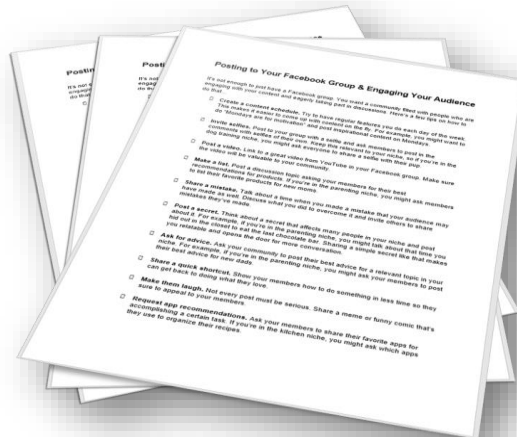 Posting to Your Facebook Group & Engaging Your Audience
It's not enough to just have a Facebook group. You want a community filled with people who are
engaging with your content and eagerly taking part in discussions. Here's a few tips on how to
do that...
Create a content schedule. Try to have regular features you do each day of the week.
This makes it easier to come up with content on the fly. For example, you might want to
do "Mondays are for motivation" and post inspirational content on Mondays.
Invite selfies. Post to your group with a selfie and ask members to post in the
comments with selfies of their own. Keep this relevant to your niche, so if you're in the
dog training niche, you might ask everyone to share a selfie with their pup.
Post a video. Link to a great video from YouTube in your Facebook group. Make sure
the video will be valuable to your community.
Make a list. Post a discussion topic asking your members for their best
recommendations for products. If you're in the parenting niche, you might ask members
to list their favorite products for new moms.
Share a mistake. Talk about a time when you made a mistake that your audience may
have made as well. Discuss what you did to overcome it and invite others to share
mistakes they've made.
Post a secret. Think about a secret that affects many people in your niche and post
about it. For example, if you're in the parenting niche, you might talk about that time you
hid out in the closet to eat the last chocolate bar. Sharing a simple secret like that makes
you relatable and opens the door for more conversation.
Ask for advice. Ask your community to post their best advice for a relevant topic in your
niche. For example, if you're in the parenting niche, you might ask your members to post
their best advice for new dads.
Share a quick shortcut. Show your members how to do something in less time so they
can get back to doing what they love.
Make them laugh. Not every post must be serious. Share a meme or funny comic that's
sure to appeal to your members.
Request app recommendations. Ask your members to share their favorite apps for
accomplishing a certain task. If you're in the kitchen niche, you might ask which apps
they use to organize their recipes.